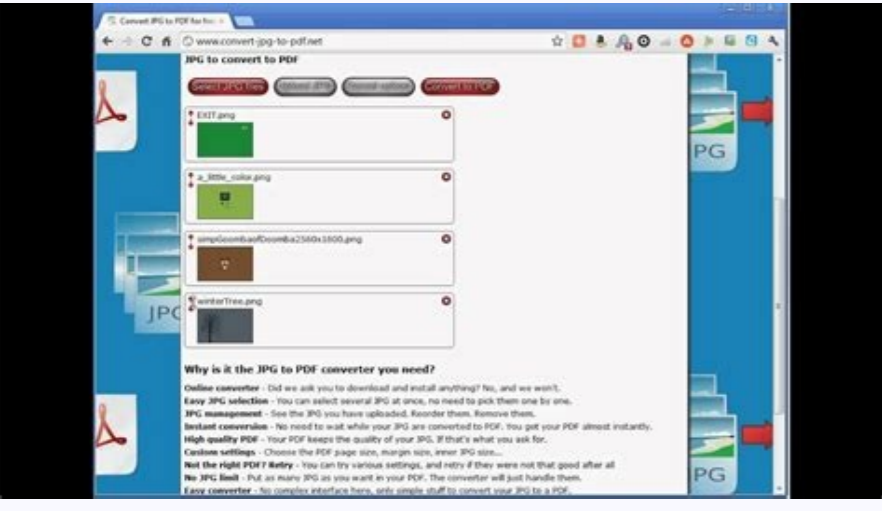 Convert JPG to PDF for free
www.convert-jpg-to-pdf.net
JPG to convert to PDF
Select JPG files
Convert to PDF
EXIT.png
a_little_color.png
winterTree.png
JPG
JPG
JPG
Why is it the JPG to PDF converter you need?
Online converter - Did we ask you to download and install anything? No, and we won't.
Easy JPG selection - You can select several JPG at once, no need to pick them one by one.
JPG management - See the JPG you have uploaded. Reorder them. Remove them.
Instant conversion - No need to wait while your JPG are converted to PDF. You get your PDF almost instantly.
High quality PDF - Your PDF keeps the quality of your JPG. If that's what you ask for.
Custom settings - Choose the PDF page size, margin size, inner JPG size...
Not the right PDF? Retry - You can try various settings, and retry if they were not that good after all
No JPG limit - Put as many JPG as you want in your PDF. The converter will just handle them.
Easy converter - No complex interface here, only simple stuff to convert your JPG to a PDF.